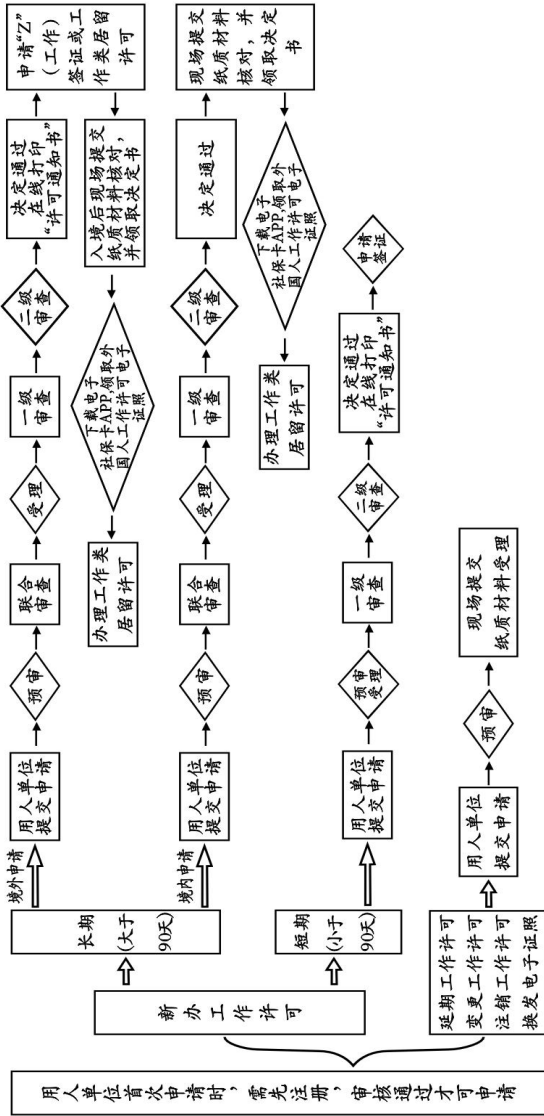 用人单位首次申请时，需先注册，审核通过才可申请
新办工作许可
长期
(大于
90天)
境外申请
用人单位
提交申请
预审
联合
审查
受理
一级
审查
二级
审查
决定通过
在线打印
“许可通知书”
申请“Z”
(工作)
签证或工
作类居留
许可
入境后现场提交
纸质材料核对，
并领取决定书
下载电子
社保卡APP,领取外
国人工作许可电子
证照
办理工作类
居留许可
境内申请
用人单位
提交申请
预审
联合
审查
受理
一级
审查
二级
审查
决定通过
现场提交
纸质材料
核对，并
领取决定
书
下载电子
社保卡APP,领取外
国人工作许可电子
证照
办理工作类
居留许可
短期
(小于
90天)
用人单位
提交申请
预审
受理
一级
审查
二级
审查
决定通过
在线打印
“许可通知书”
申请
签证
延期工作许可
变更工作许可
注销工作许可
换发电子证照
用人单位
提交申请
预审
现场提交
纸质材料受理